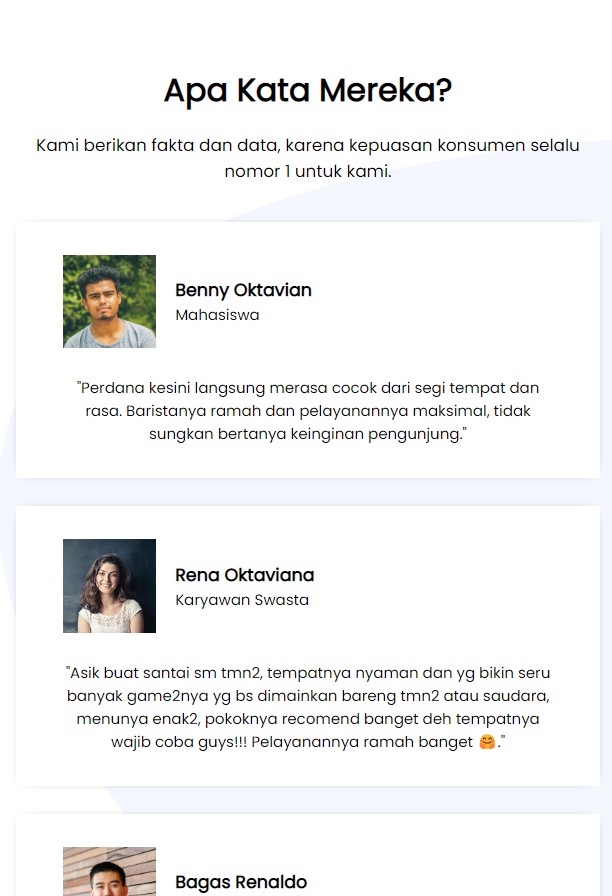 Apa Kata Mereka?
Kami berikan fakta dan data, karena kepuasan konsumen selalu
nomor 1 untuk kami.
Benny Oktavian
Mahasiswa
"Perdana kesini langsung merasa cocok dari segi tempat dan
rasa. Baristanya ramah dan pelayanannya maksimal, tidak
sungkan bertanya keinginan pengunjung."
Rena Oktaviana
Karyawan Swasta
"Asik buat santai sm tmn2, tempatnya nyaman dan yg bikin seru
banyak game2nya yg bs dimainkan bareng tmn2 atau saudara,
menunya enak2, pokoknya recomend banget deh tempatnya
wajib coba guys!!! Pelayanannya ramah banget 🤗."
Bagas Renaldo